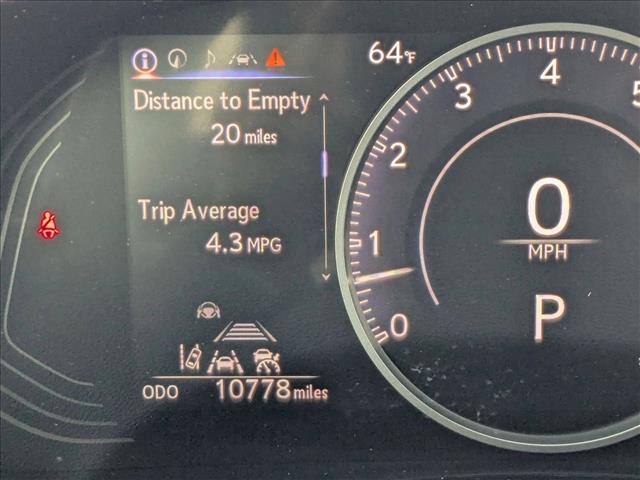 64°F
Distance to Empty
20 miles
Trip Average
4.3 MPG
ODO 10778 miles
0
1
2
3
4
5
0
MPH
P